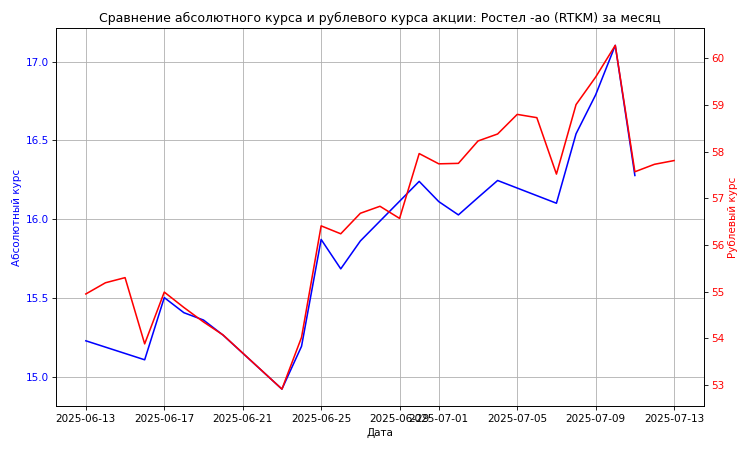 Сравнение абсолютного курса и рублевого курса акции: Ростел -ао (RTKM) за месяц
17.0
16.5
16.0
15.5
15.0
Абсолютный курс
60
59
58
57
56
55
54
53
Рублевый курс
2025-06-13 2025-06-17 2025-06-21 2025-06-25 2025-06-29 2025-07-01 2025-07-05 2025-07-09 2025-07-13
Дата